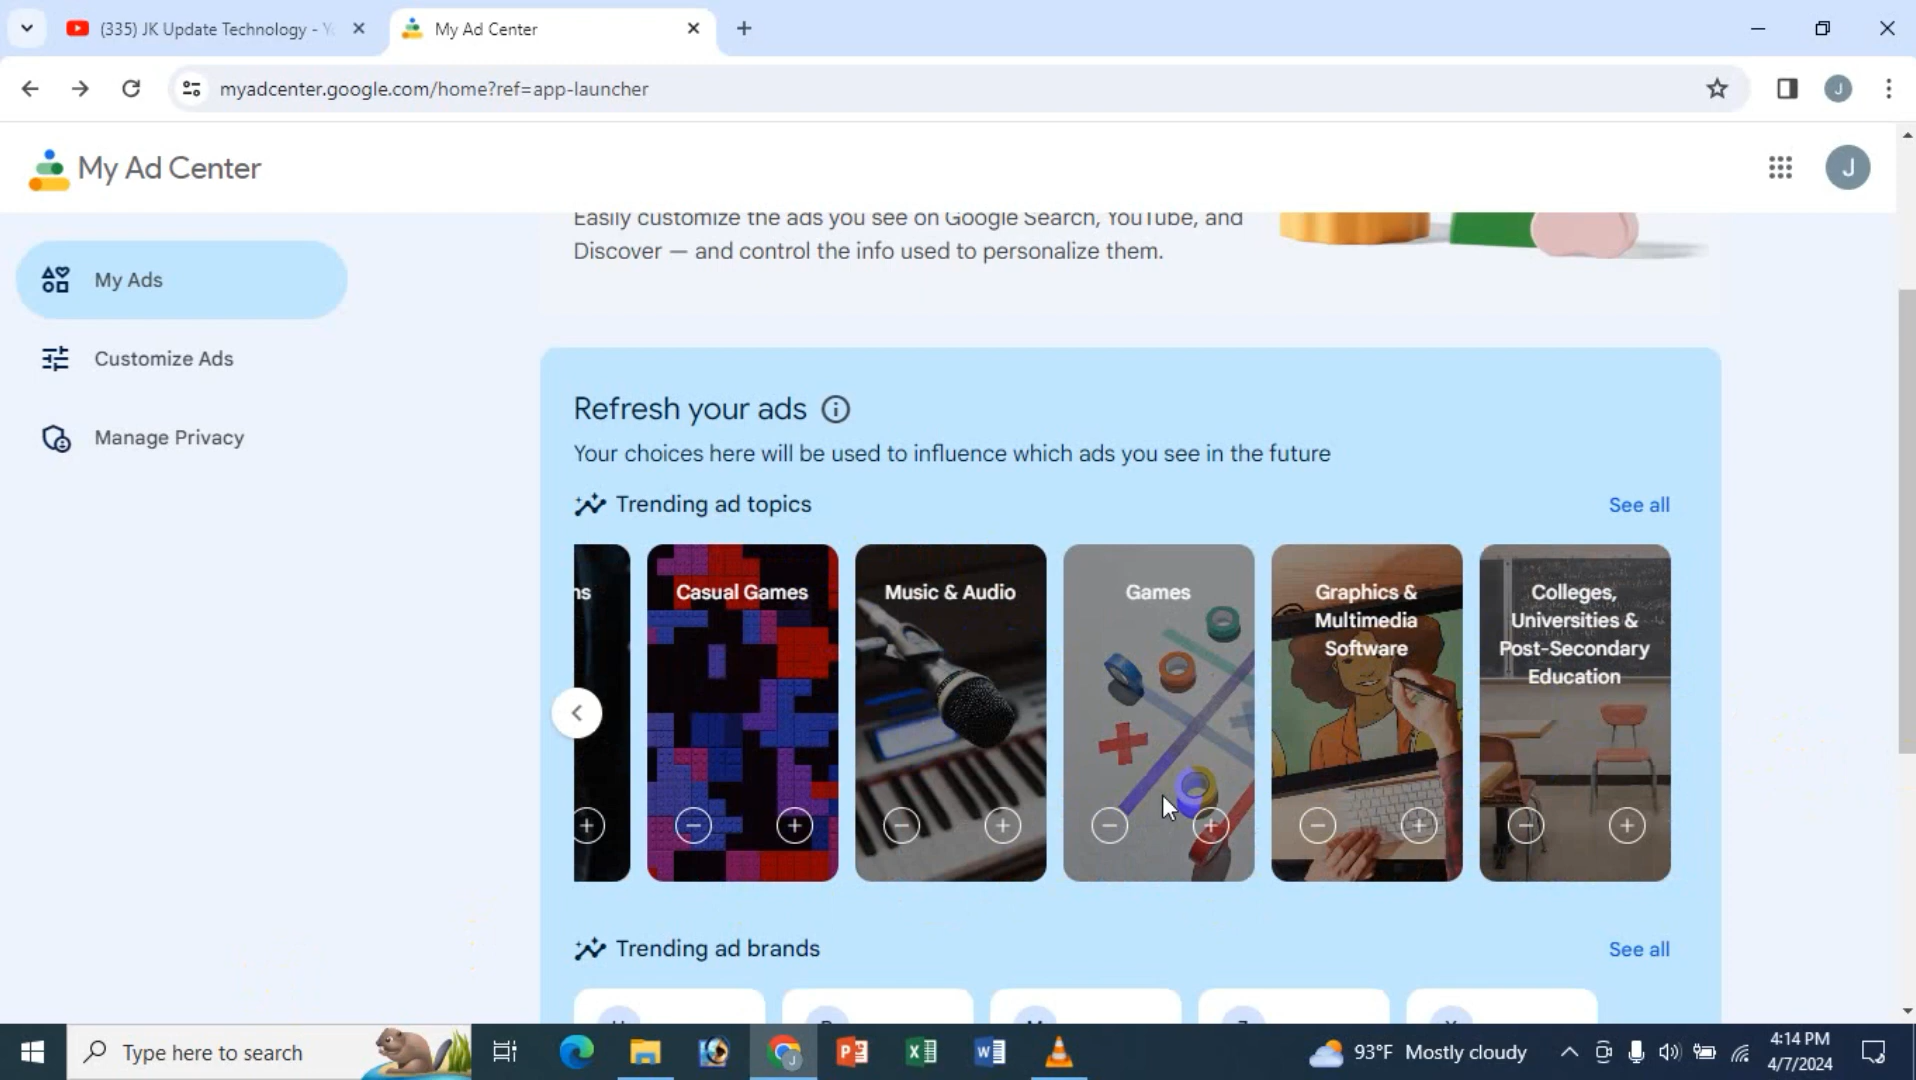 (335) JK Update Technology -
My Ad Center
myadcenter.google.com/home?ref=app-launcher
J
My Ad Center
J
Easily customize the ads you see on Google Search, YouTube, and
Discover — and control the info used to personalize them.
My Ads
Customize Ads
Manage Privacy
Refresh your ads
Your choices here will be used to influence which ads you see in the future
Trending ad topics
See all
ns
Casual Games
Music & Audio
Games
Graphics &
Multimedia
Software
Colleges,
Universities &
Post-Secondary
Education
Trending ad brands
See all
Type here to search
93°F Mostly cloudy
4:14 PM
4/7/2024